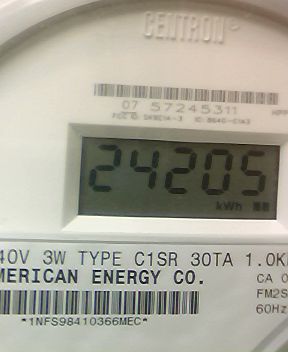 CENTRON®
07 57245311
24205
kWh
40V 3W TYPE C1SR 30TA 1.0K
MERICAN ENERGY CO.
CA 0
FM2S
60Hz
*1NFS98410366MEC*